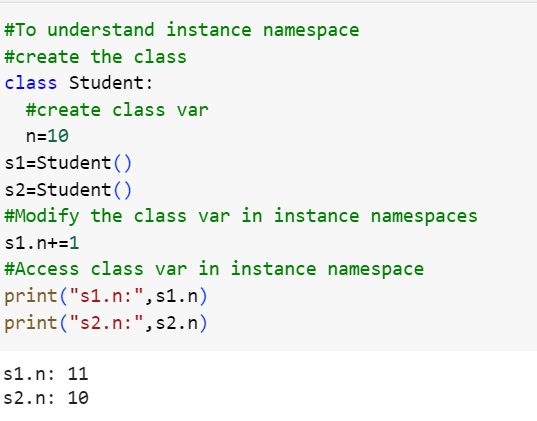 #To understand instance namespace
#create the class
class Student:
  #create class var
  n=10
s1=Student()
s2=Student()
#Modify the class var in instance namespaces
s1.n+=1
#Access class var in instance namespace
print("s1.n:",s1.n)
print("s2.n:",s2.n)
s1.n: 11
s2.n: 10